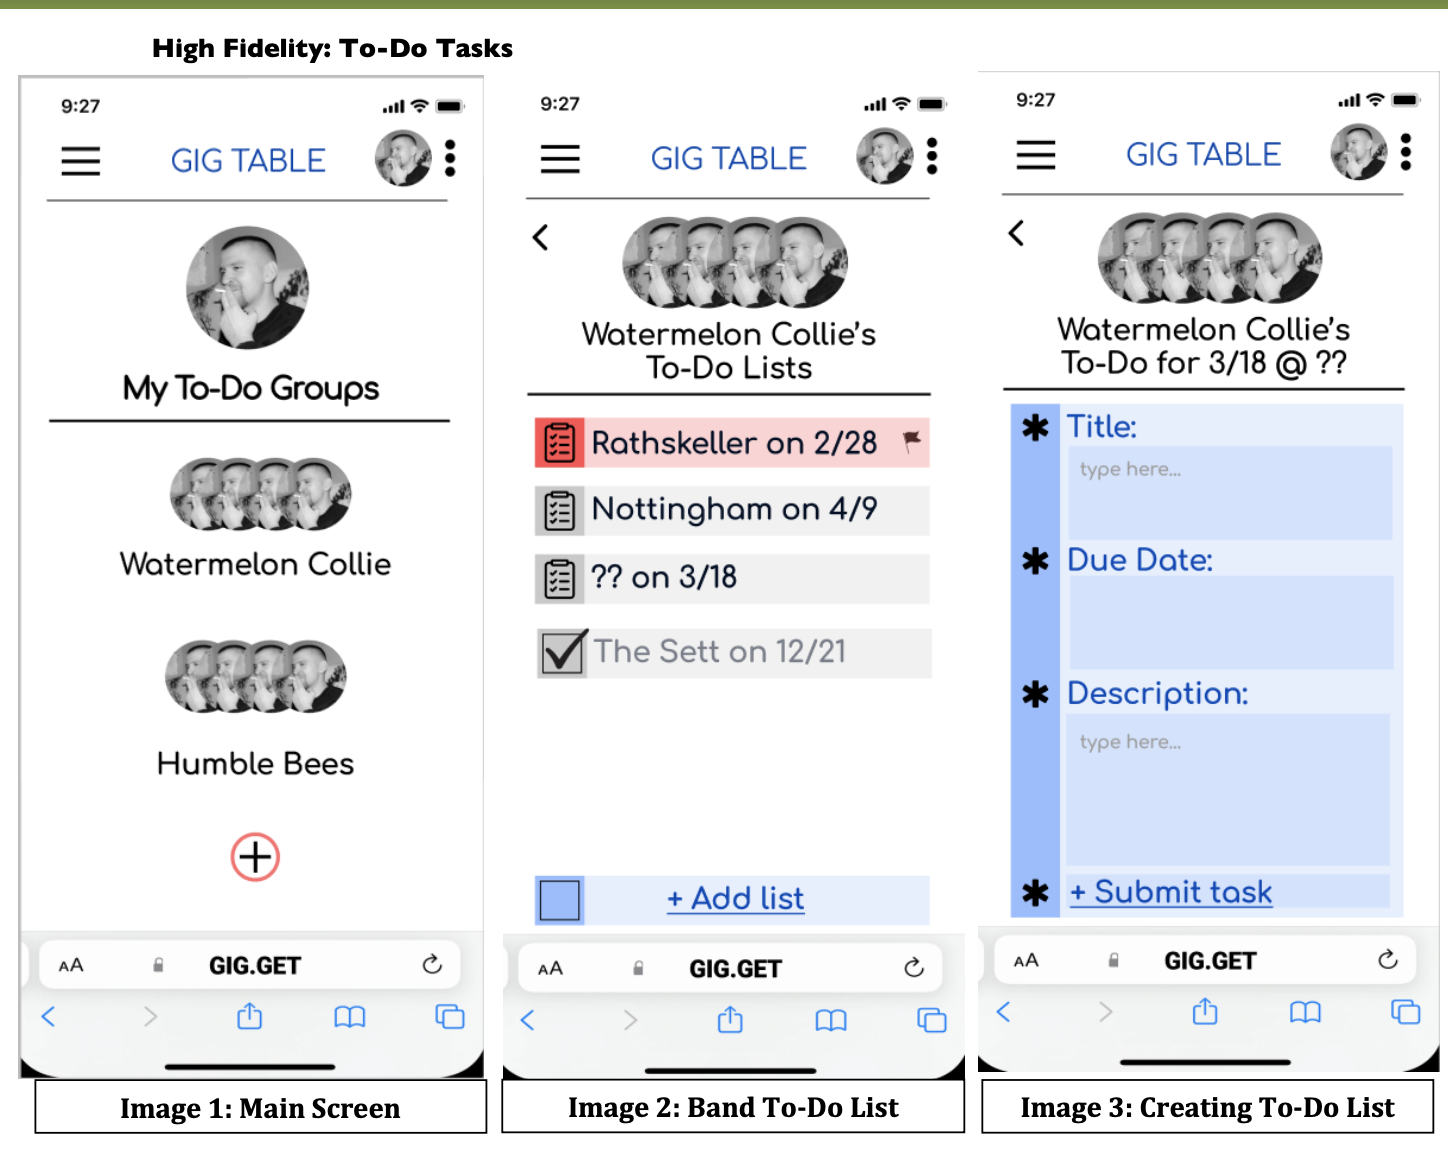 High Fidelity: To-Do Tasks
9:27
GIG TABLE
My To-Do Groups
Watermelon Collie
Humble Bees
AA
GIG.GET
Image 1: Main Screen
9:27
GIG TABLE
Watermelon Collie's
To-Do Lists
Rathskeller on 2/28
Nottingham on 4/9
?? on 3/18
The Sett on 12/21
+ Add list
AA
GIG.GET
Image 2: Band To-Do List
9:27
GIG TABLE
Watermelon Collie's
To-Do for 3/18 @ ??
* Title:
type here...
* Due Date:
* Description:
type here...
* + Submit task
AA
GIG.GET
Image 3: Creating To-Do List